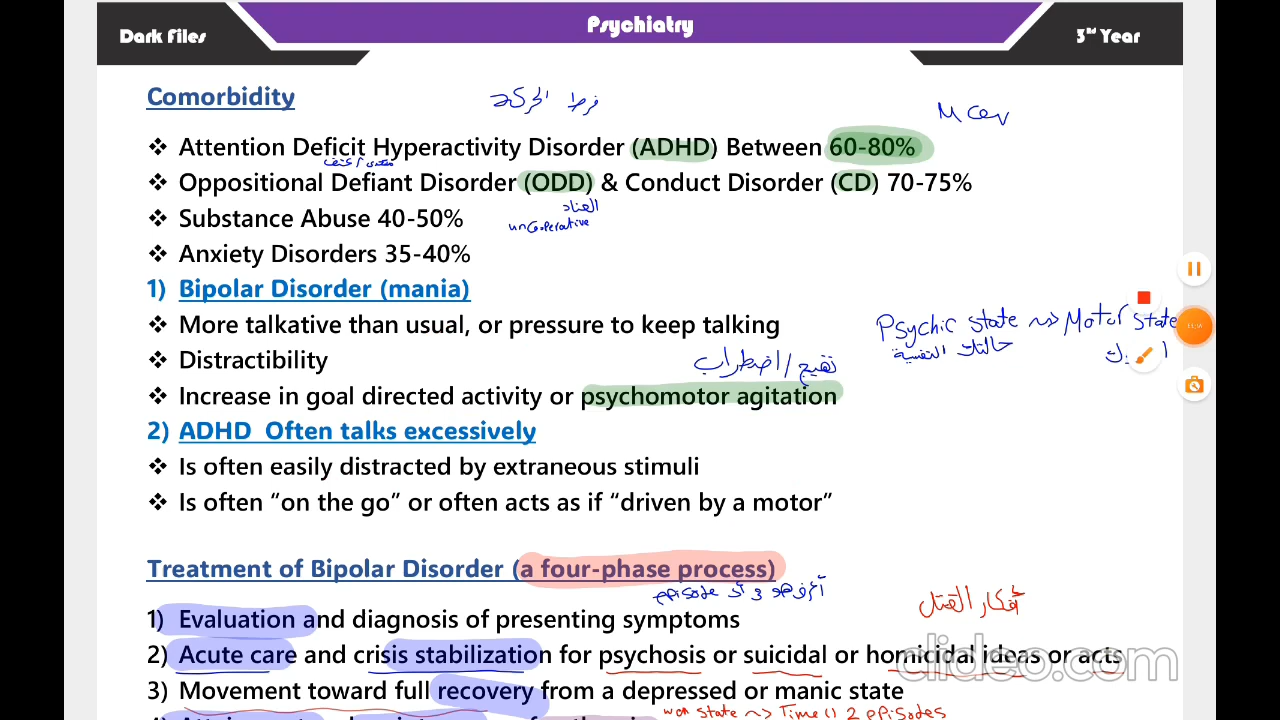 Dark Files
Psychiatry
3rd Year
Comorbidity
فرط الحركة
MCQ
❖ Attention Deficit Hyperactivity Disorder (ADHD) Between 60-80%
❖ Oppositional Defiant Disorder (ODD) & Conduct Disorder (CD) 70-75%
العناد
❖ Substance Abuse 40-50%
uncooperative
❖ Anxiety Disorders 35-40%
1) Bipolar Disorder (mania)
❖ More talkative than usual, or pressure to keep talking
Psychic state ~> Motor state
حالتك النفسية
❖ Distractibility
تهيج / اضطراب
❖ Increase in goal directed activity or psychomotor agitation
2) ADHD Often talks excessively
❖ Is often easily distracted by extraneous stimuli
❖ Is often “on the go” or often acts as if “driven by a motor”
Treatment of Bipolar Disorder (a four-phase process)
episode
أفكار القتل
1) Evaluation and diagnosis of presenting symptoms
2) Acute care and crisis stabilization for psychosis or suicidal or homicidal ideas or acts
clideo.com
3) Movement toward full recovery from a depressed or manic state
state ~> Time 2 episodes